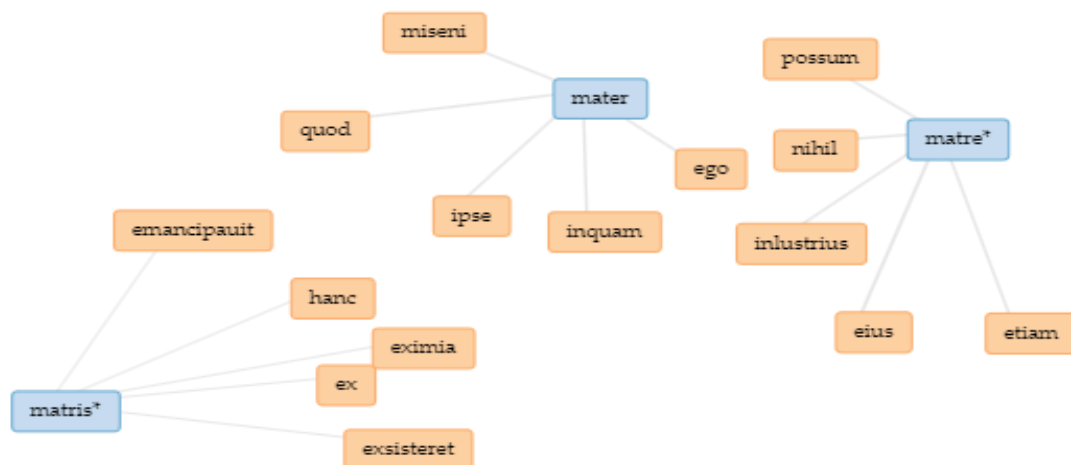 miseni
possum
mater
quod
matre*
nihil
ego
ipse
inquam
emancipauit
inlustrius
hanc
eius
etiam
eximia
ex
matris*
exsisteret